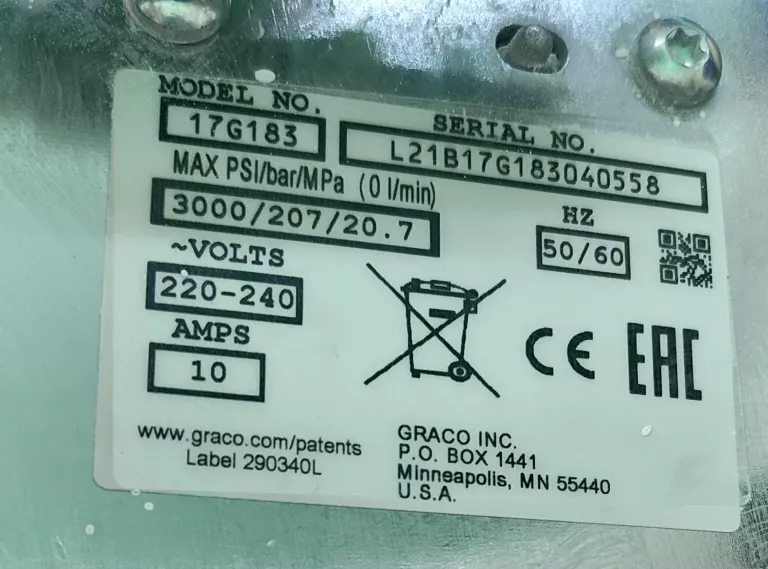 MODEL NO.
17G183
SERIAL NO.
L21B17G183040558
MAX PSI/bar/MPa (0 l/min)
3000/207/20.7
HZ
50/60
~VOLTS
220-240
AMPS
10
CE
EAC
www.graco.com/patents
Label 290340L
GRACO INC.
P.O. BOX 1441
Minneapolis, MN 55440
U.S.A.